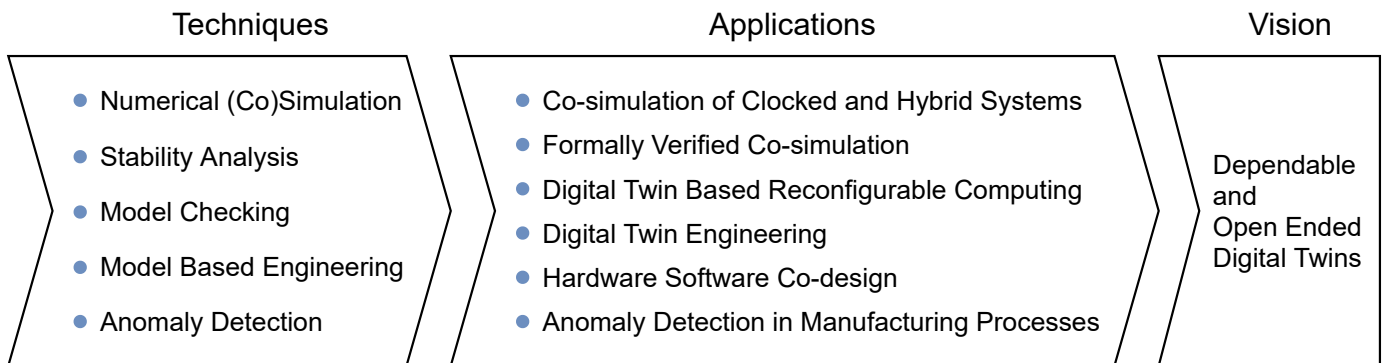 Techniques
Numerical (Co)Simulation
Stability Analysis
Model Checking
Model Based Engineering
Anomaly Detection
Applications
Co-simulation of Clocked and Hybrid Systems
Formally Verified Co-simulation
Digital Twin Based Reconfigurable Computing
Digital Twin Engineering
Hardware Software Co-design
Anomaly Detection in Manufacturing Processes
Vision
Dependable
and
Open Ended
Digital Twins